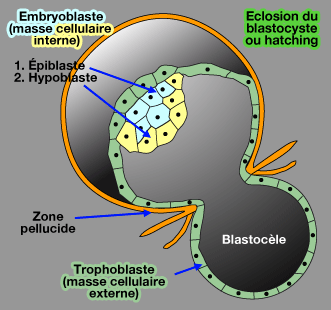 Embryoblaste
(masse cellulaire
interne)
Eclosion du
blastocyste
ou hatching
1. Épiblaste
2. Hypoblaste
Zone
pellucide
Blastocèle
Trophoblaste
(masse cellulaire
externe)